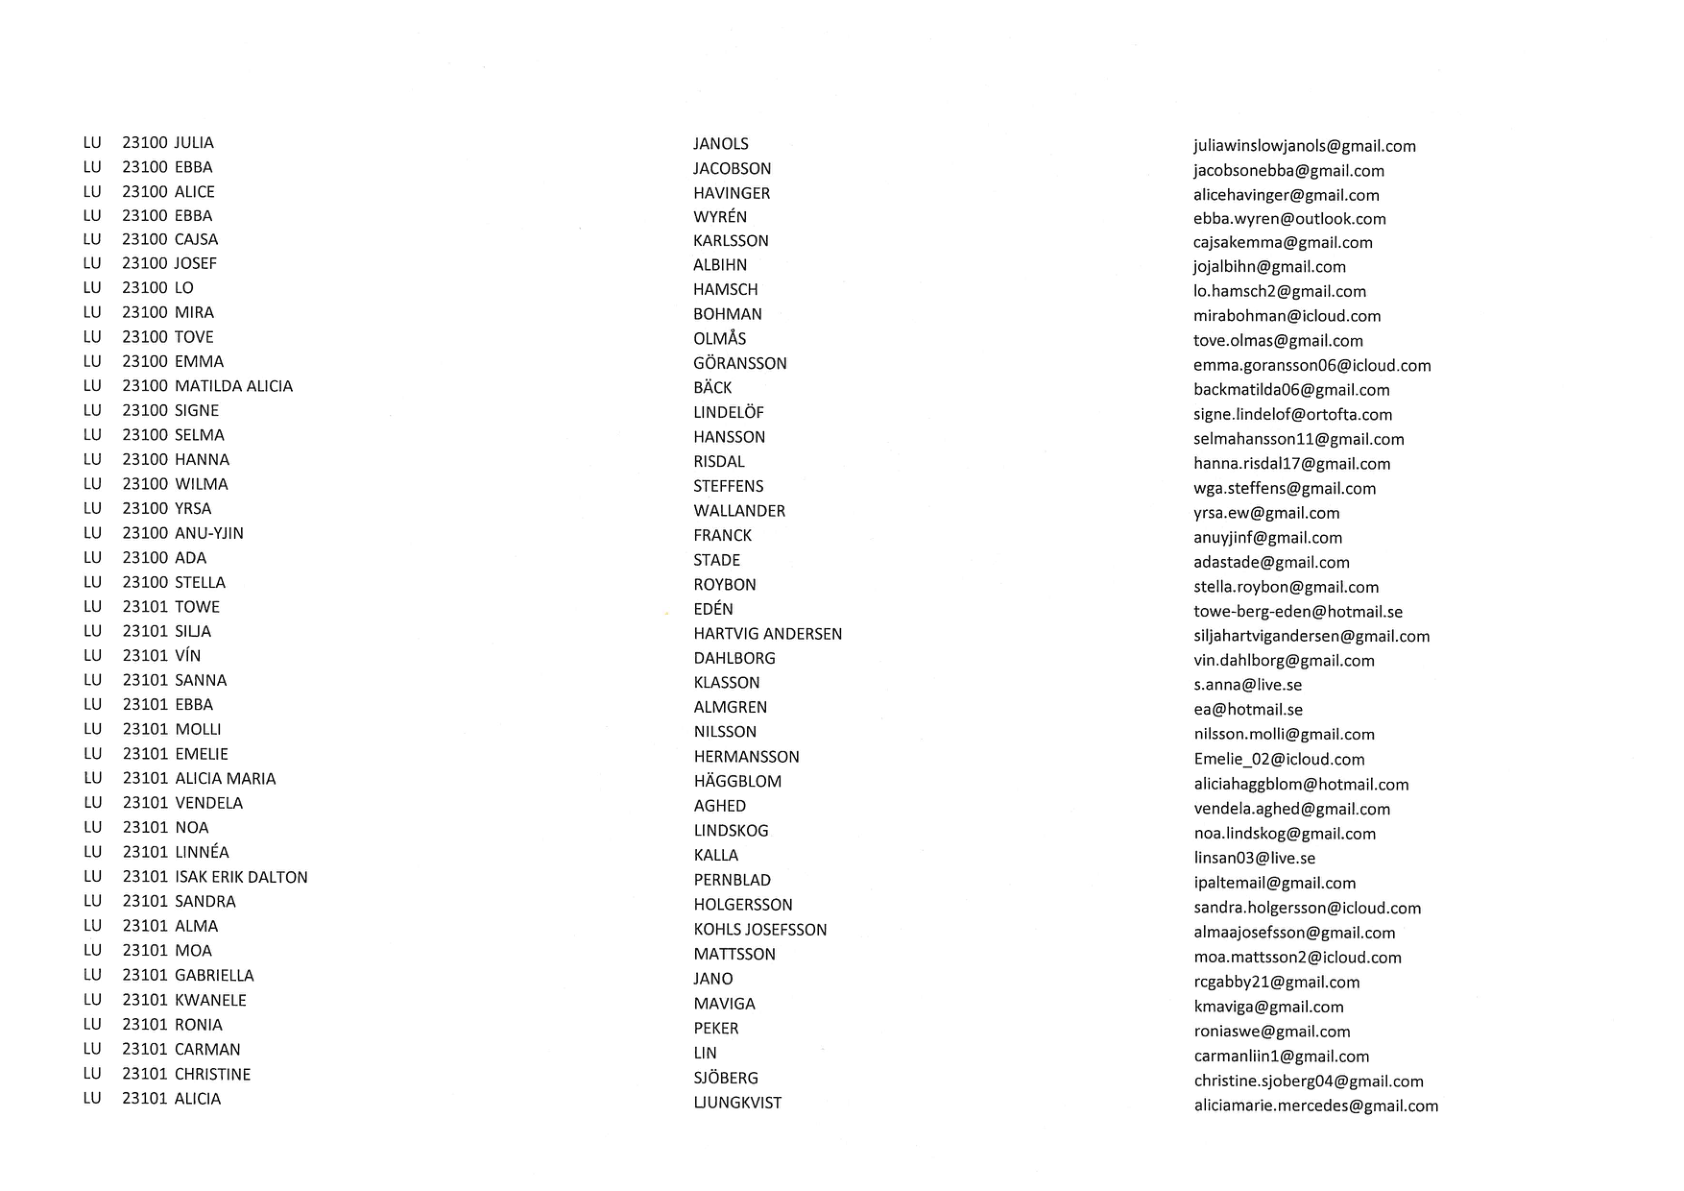 LU 23100 JULIA JANOLS juliawinslowjanols@gmail.com
LU 23100 EBBA JACOBSON jacobsonebba@gmail.com
LU 23100 ALICE HAVINGER alicehavinger@gmail.com
LU 23100 EBBA WYRÉN ebba.wyren@outlook.com
LU 23100 CAJSA KARLSSON cajsakemma@gmail.com
LU 23100 JOSEF ALBIHN jojalbihn@gmail.com
LU 23100 LO HAMSCH lo.hamsch2@gmail.com
LU 23100 MIRA BOHMAN mirabohman@icloud.com
LU 23100 TOVE OLMÅS tove.olmas@gmail.com
LU 23100 EMMA GÖRANSSON emma.goransson06@icloud.com
LU 23100 MATILDA ALICIA BÄCK backmatilda06@gmail.com
LU 23100 SIGNE LINDELÖF signe.lindelof@ortofta.com
LU 23100 SELMA HANSSON selmahansson11@gmail.com
LU 23100 HANNA RISDAL hanna.risdal17@gmail.com
LU 23100 WILMA STEFFENS wga.steffens@gmail.com
LU 23100 YRSA WALLANDER yrsa.ew@gmail.com
LU 23100 ANU-YJIN FRANCK anuyjinf@gmail.com
LU 23100 ADA STADE adastade@gmail.com
LU 23100 STELLA ROYBON stella.roybon@gmail.com
LU 23101 TOWE EDÉN towe-berg-eden@hotmail.se
LU 23101 SILJA HARTVIG ANDERSEN siljahartvigandersen@gmail.com
LU 23101 VÍN DAHLBORG vin.dahlborg@gmail.com
LU 23101 SANNA KLASSON s.anna@live.se
LU 23101 EBBA ALMGREN ea@hotmail.se
LU 23101 MOLLI NILSSON nilsson.molli@gmail.com
LU 23101 EMELIE HERMANSSON Emelie_02@icloud.com
LU 23101 ALICIA MARIA HÄGGBLOM aliciahaggblom@hotmail.com
LU 23101 VENDELA AGHED vendela.aghed@gmail.com
LU 23101 NOA LINDSKOG noa.lindskog@gmail.com
LU 23101 LINNÉA KALLA linsan03@live.se
LU 23101 ISAK ERIK DALTON PERNBLAD ipaltemail@gmail.com
LU 23101 SANDRA HOLGERSSON sandra.holgersson@icloud.com
LU 23101 ALMA KOHLS JOSEFSSON almaajosefsson@gmail.com
LU 23101 MOA MATTSSON moa.mattsson2@icloud.com
LU 23101 GABRIELLA JANO rcgabby21@gmail.com
LU 23101 KWANELE MAVIGA kmaviga@gmail.com
LU 23101 RONIA PEKER roniaswe@gmail.com
LU 23101 CARMAN LIN carmanliin1@gmail.com
LU 23101 CHRISTINE SJÖBERG christine.sjoberg04@gmail.com
LU 23101 ALICIA LJUNGKVIST aliciamarie.mercedes@gmail.com